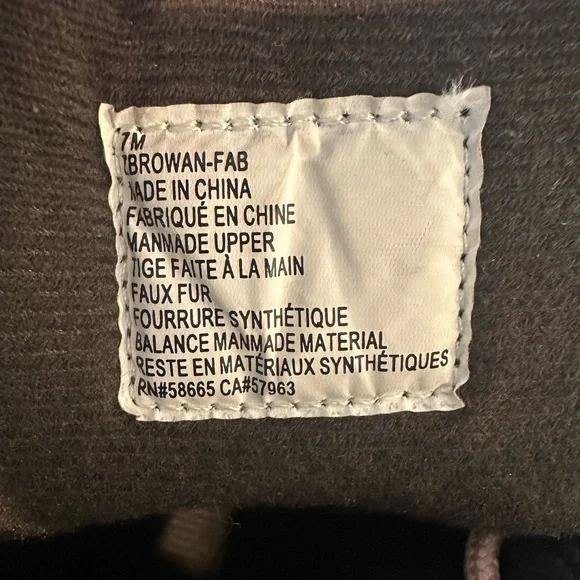 7M
BROWAN-FAB
MADE IN CHINA
FABRIQUÉ EN CHINE
MANMADE UPPER
TIGE FAITE À LA MAIN
FAUX FUR
FOURRURE SYNTHÉTIQUE
BALANCE MANMADE MATERIAL
RESTE EN MATÉRIAUX SYNTHÉTIQUES
RN#58665 CA#57963